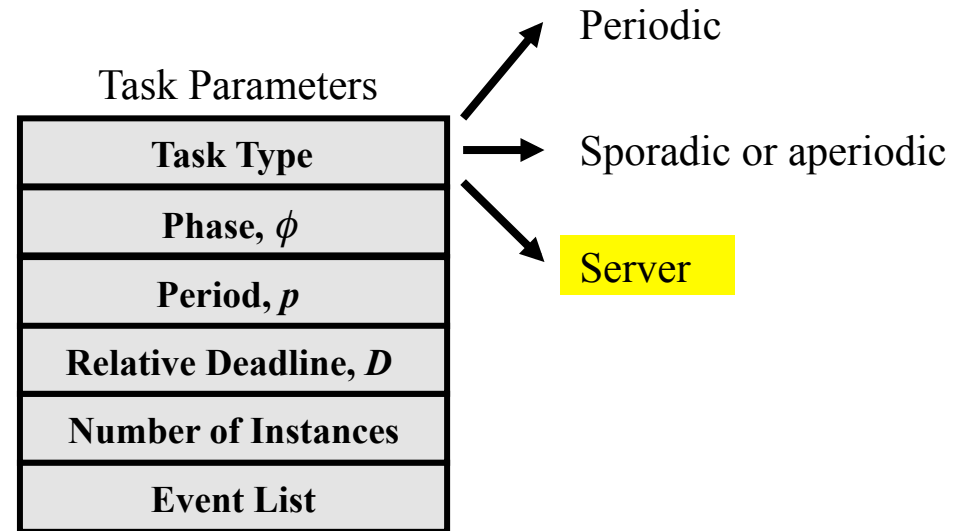 Periodic
Task Parameters
Task Type
Sporadic or aperiodic
Phase, ϕ
Server
Period, p
Relative Deadline, D
Number of Instances
Event List